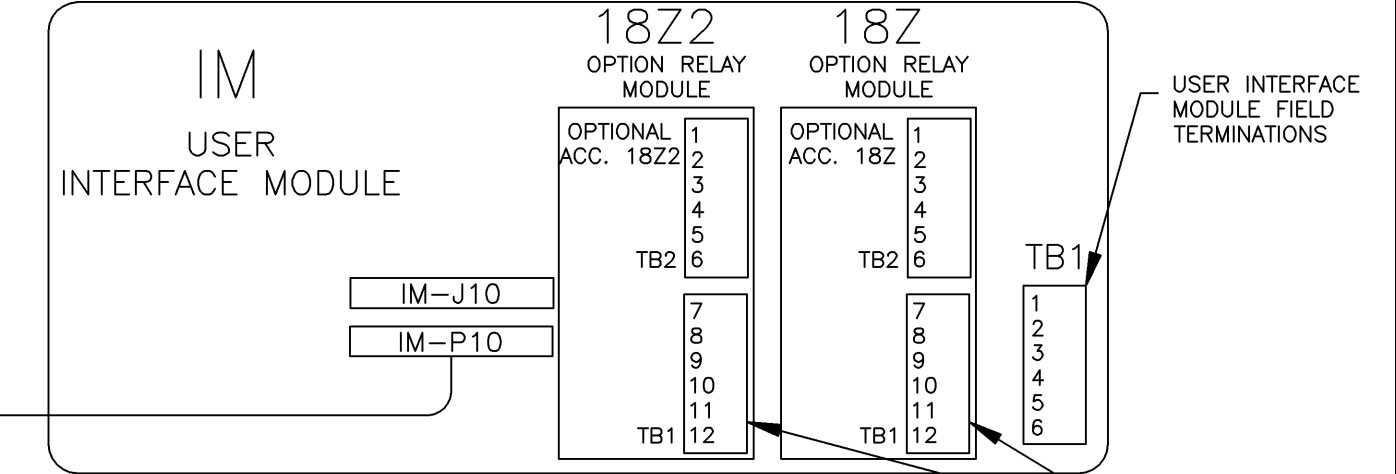 IM
USER
INTERFACE MODULE
IM-J10
IM-P10
18Z2
OPTION RELAY
MODULE
OPTIONAL
ACC. 18Z2
1
2
3
4
5
TB2 6
7
8
9
10
11
TB1 12
18Z
OPTION RELAY
MODULE
OPTIONAL
ACC. 18Z
1
2
3
4
5
TB2 6
7
8
9
10
11
TB1 12
TB1
1
2
3
4
5
6
USER INTERFACE
MODULE FIELD
TERMINATIONS